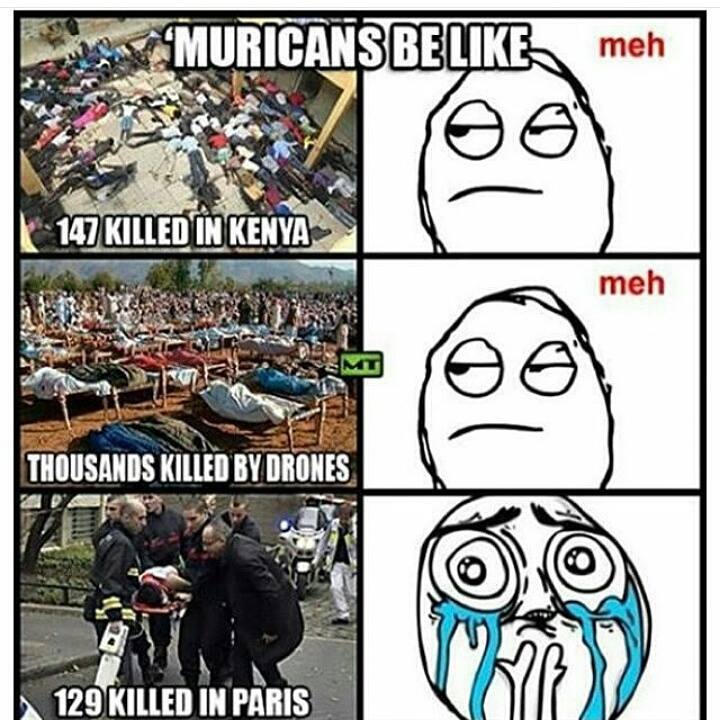 'MURICANS BE LIKE
meh
147 KILLED IN KENYA
meh
MT
THOUSANDS KILLED BY DRONES
129 KILLED IN PARIS